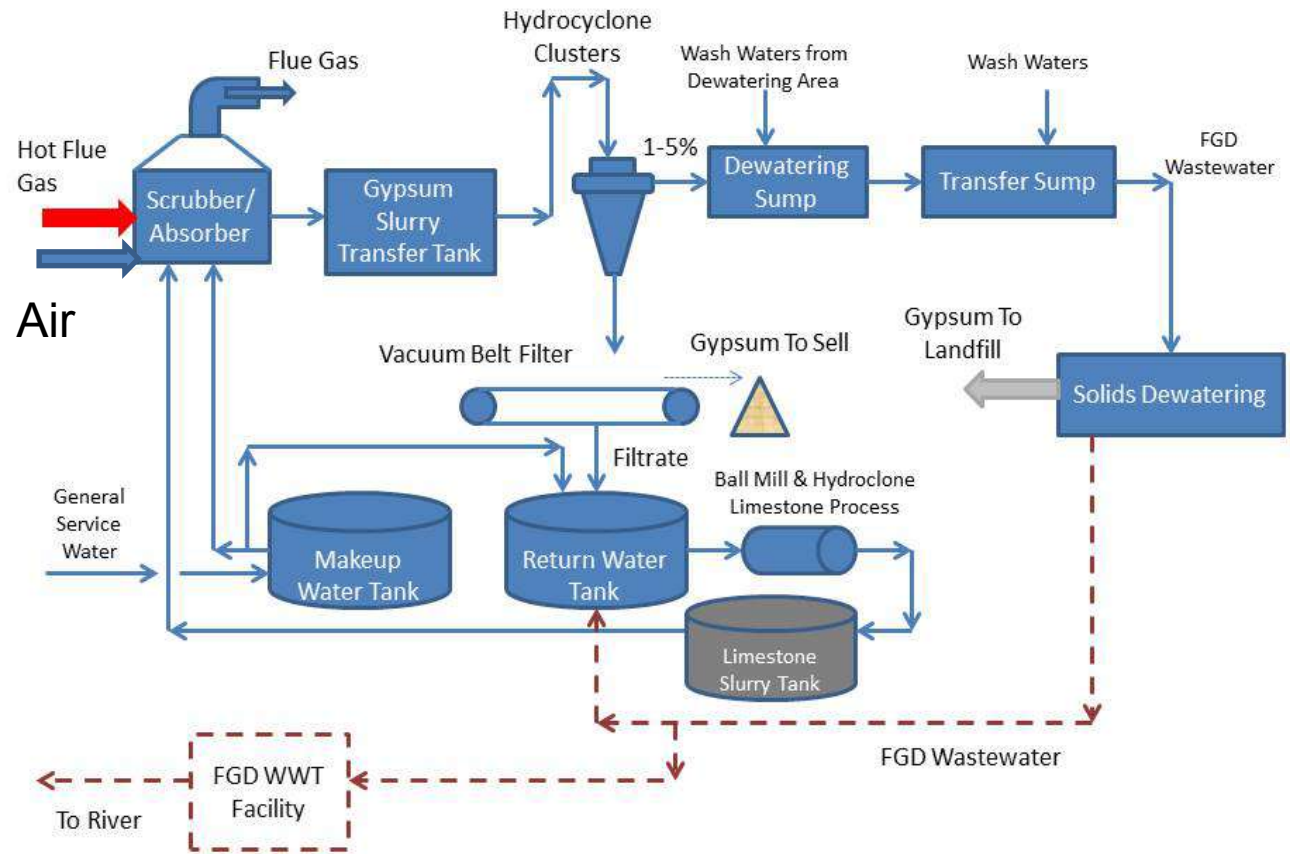 Hydrocyclone
Clusters
Flue Gas
Wash Waters from
Dewatering Area
Wash Waters
Hot Flue
Gas
1-5%
FGD
Wastewater
Scrubber/
Absorber
Gypsum
Slurry
Transfer Tank
Dewatering
Sump
Transfer Sump
Air
Vacuum Belt Filter
Gypsum To Sell
Gypsum To
Landfill
Solids Dewatering
Filtrate
Ball Mill & Hydroclone
Limestone Process
General
Service
Water
Makeup
Water Tank
Return Water
Tank
Limestone
Slurry Tank
FGD Wastewater
FGD WWT
Facility
To River